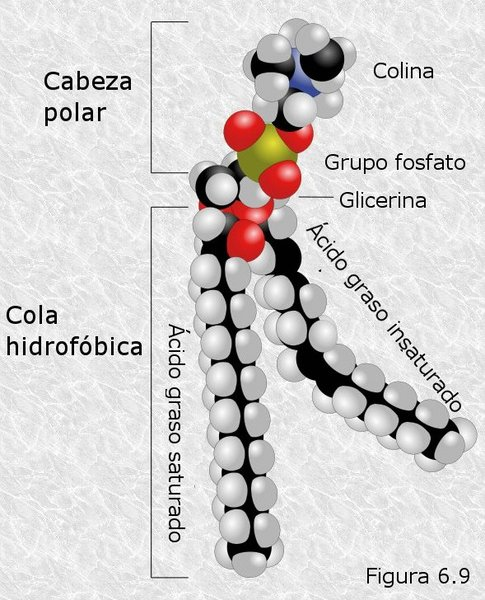 Cabeza
polar
Colina
Grupo fosfato
Glicerina
Cola
hidrofóbica
Ácido graso saturado
Ácido graso insaturado
Figura 6.9